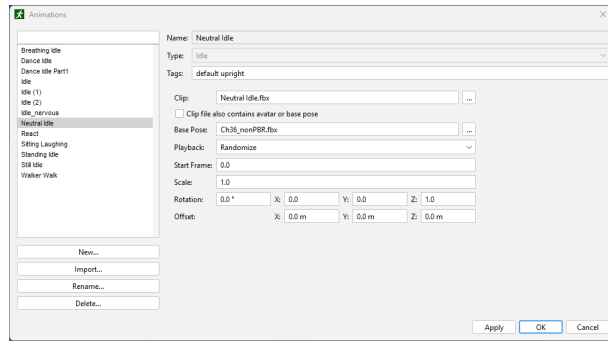 Animations
Name: Neutral Idle
Type: Idle
Tags: default upright
Breathing Idle
Dance Idle
Dance Idle Part1
Idle
Idle (1)
Idle (2)
Idle_nervous
Neutral Idle
React
Sitting Laughing
Standing Idle
Still Idle
Walker Walk
Clip: Neutral Idle.fbx ...
Clip file also contains avatar or base pose
Base Pose: Ch36_nonPBR.fbx ...
Playback: Randomize
Start Frame: 0.0
Scale: 1.0
Rotation: 0.0 ° X: 0.0 Y: 0.0 Z: 1.0
Offset: X: 0.0 m Y: 0.0 m Z: 0.0 m
New...
Import...
Rename...
Delete...
Apply OK Cancel